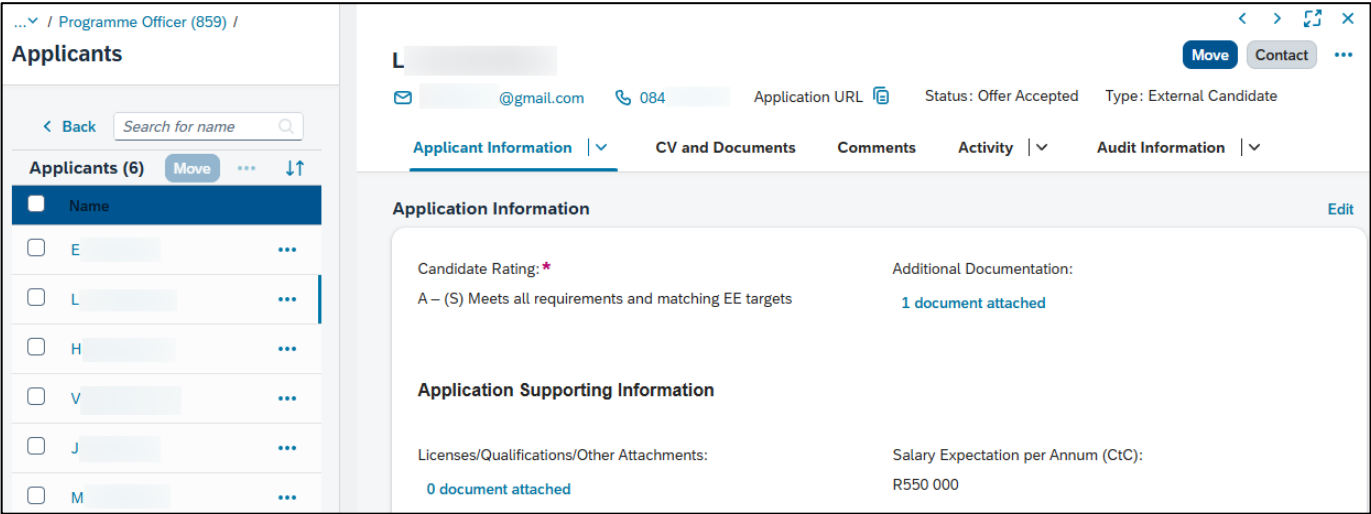 ... / Programme Officer (859) /
Applicants
Back
Search for name
Applicants (6) Move ...
Name
E
L
H
V
J
M
L
Move Contact ...
@gmail.com 084 Application URL Status: Offer Accepted Type: External Candidate
Applicant Information CV and Documents Comments Activity Audit Information
Application Information Edit
Candidate Rating:* Additional Documentation:
A – (S) Meets all requirements and matching EE targets 1 document attached
Application Supporting Information
Licenses/Qualifications/Other Attachments: Salary Expectation per Annum (CtC):
0 document attached R550 000